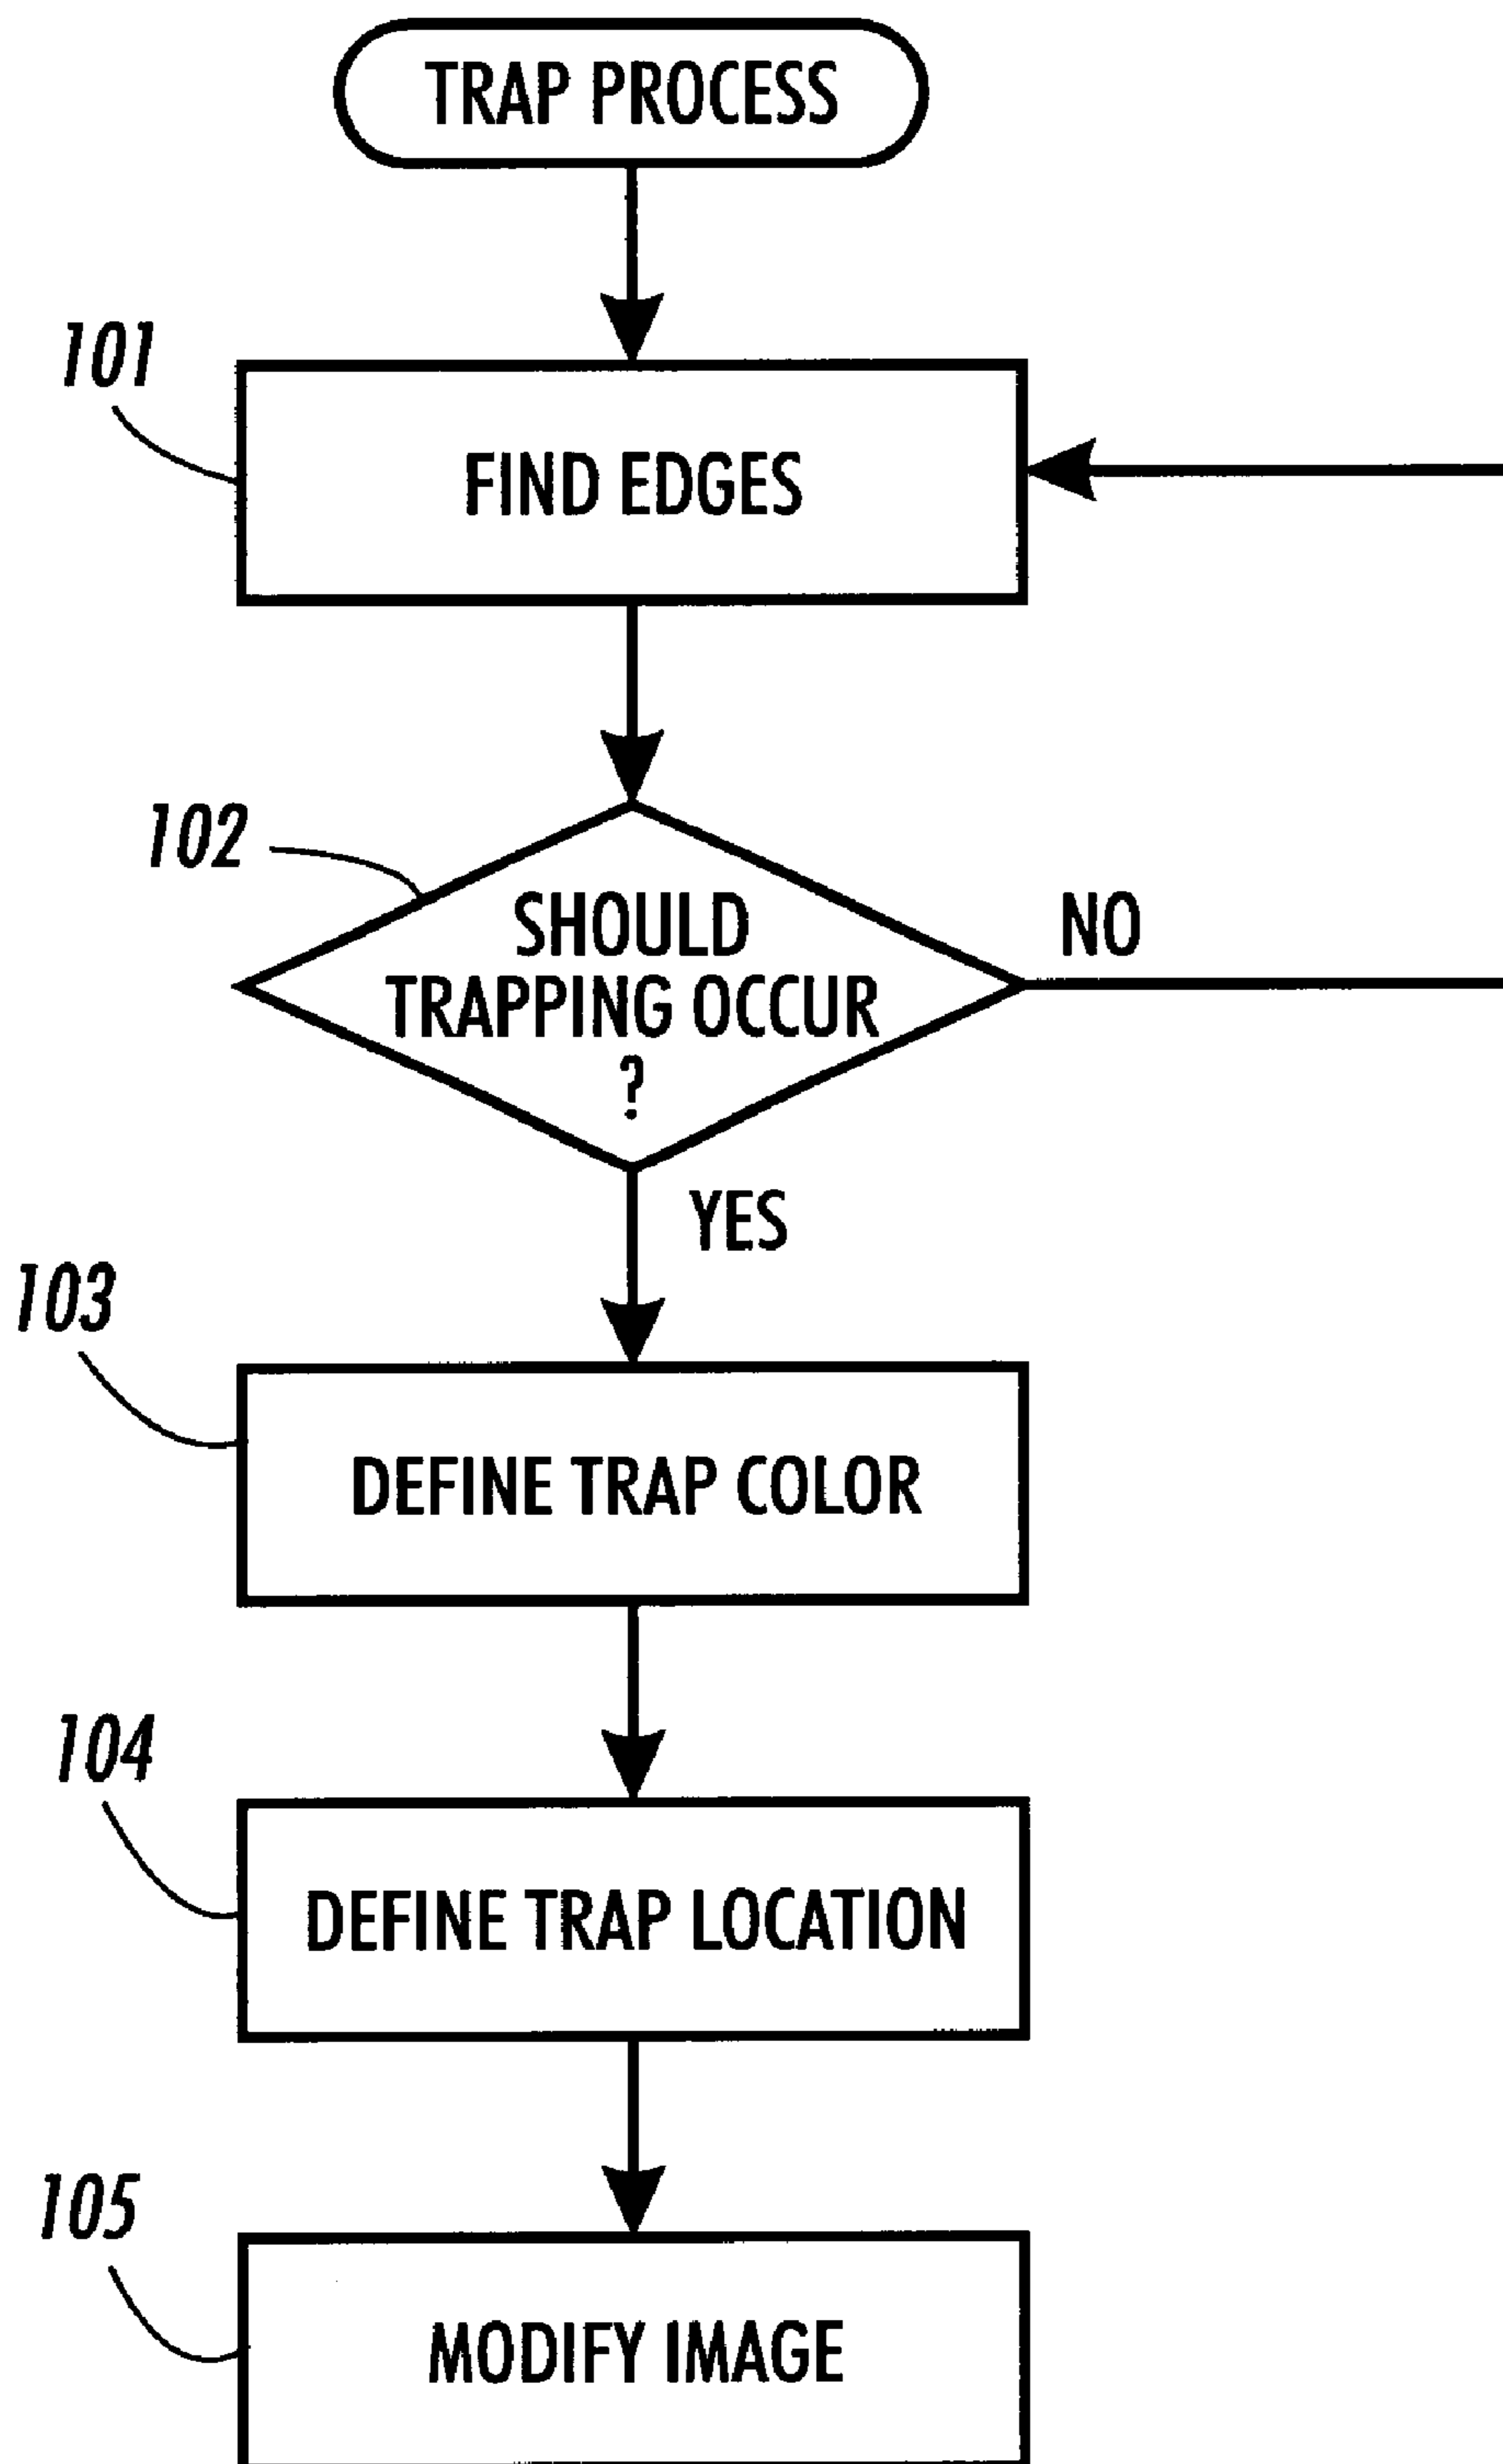 TRAP PROCESS
101
FIND EDGES
102
SHOULD
TRAPPING OCCUR
?
NO
YES
103
DEFINE TRAP COLOR
104
DEFINE TRAP LOCATION
105
MODIFY IMAGE